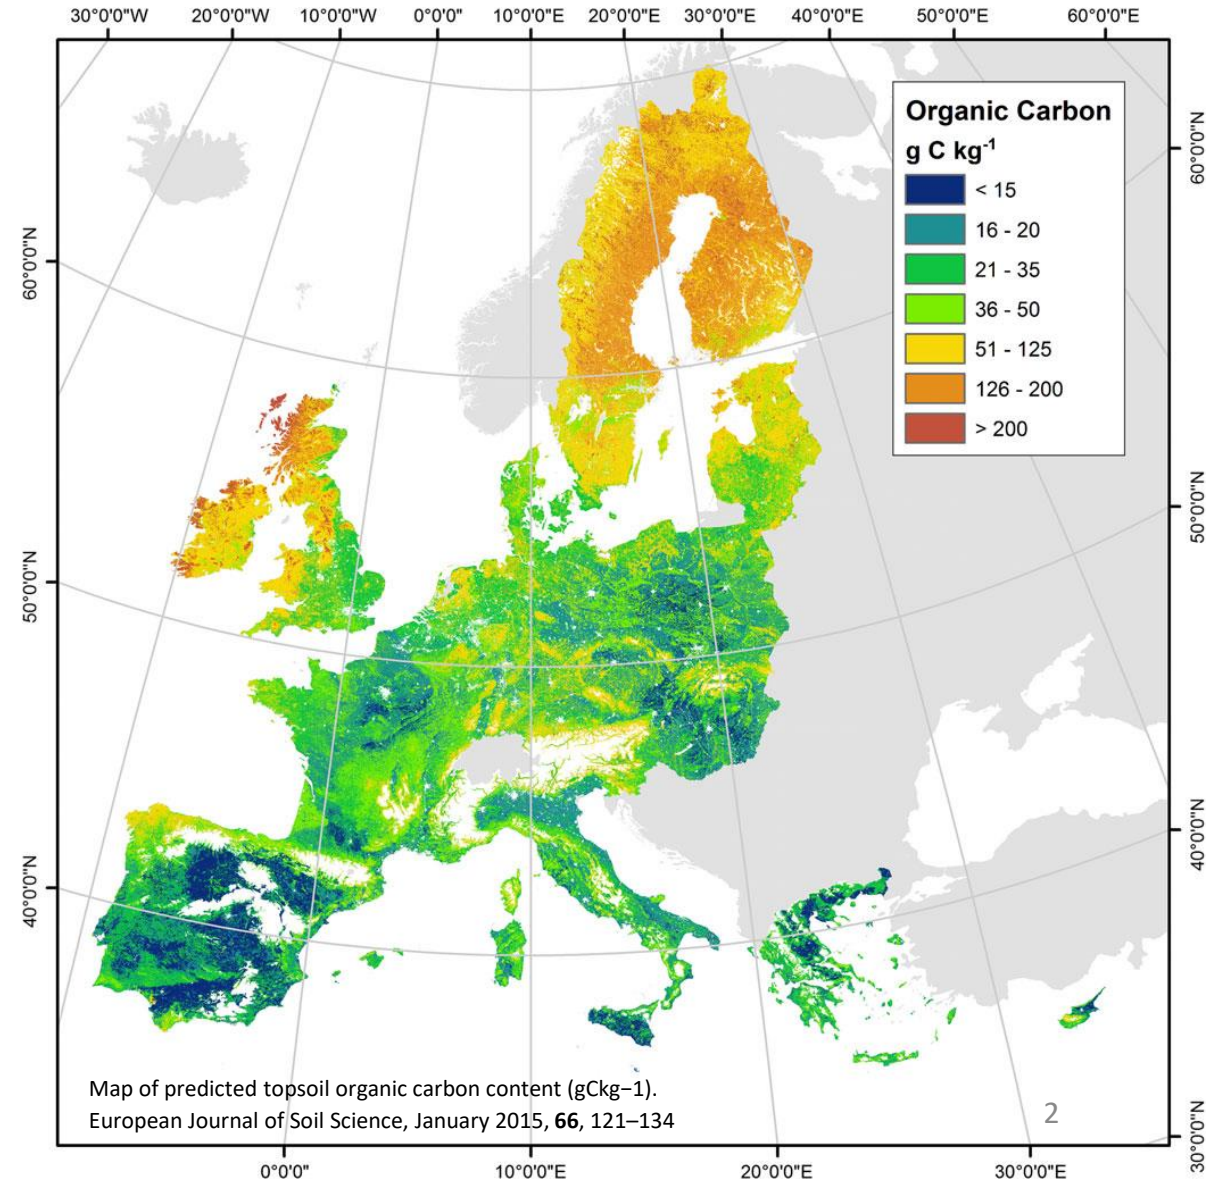 30°0'0"W 20°0'0"W 10°0'0"W 0°0'0" 10°0'0"E 20°0'0"E 30°0'0"E 40°0'0"E 50°0'0"E 60°0'0"E
Organic Carbon
g C kg-1
< 15
16 - 20
21 - 35
36 - 50
51 - 125
126 - 200
> 200
60°0'0"N
50°0'0"N
40°0'0"N
60°0'0"N
50°0'0"N
40°0'0"N
30°0'0"N
Map of predicted topsoil organic carbon content (gCkg−1).
European Journal of Soil Science, January 2015, 66, 121–134
2
0°0'0" 10°0'0"E 20°0'0"E 30°0'0"E